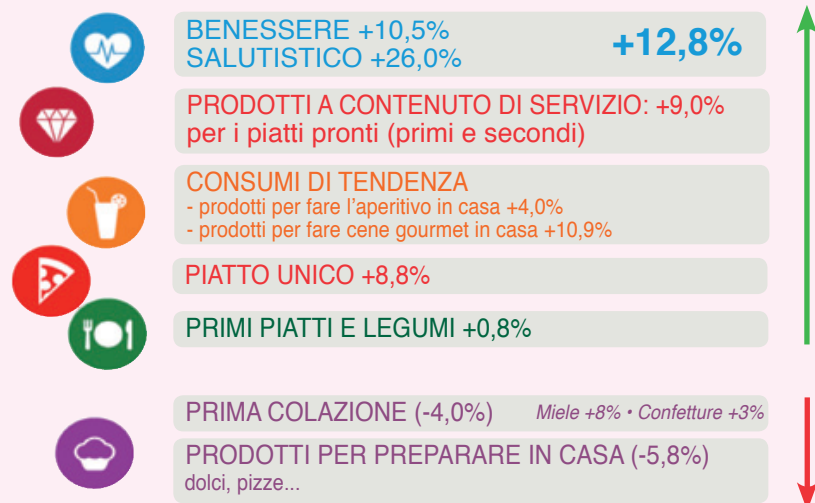 BENESSERE +10,5%
SALUTISTICO +26,0%
+12,8%
PRODOTTI A CONTENUTO DI SERVIZIO: +9,0%
per i piatti pronti (primi e secondi)
CONSUMI DI TENDENZA
- prodotti per fare l'aperitivo in casa +4,0%
- prodotti per fare cene gourmet in casa +10,9%
PIATTO UNICO +8,8%
PRIMI PIATTI E LEGUMI +0,8%
PRIMA COLAZIONE (-4,0%) Miele +8% • Confetture +3%
PRODOTTI PER PREPARARE IN CASA (-5,8%)
dolci, pizze...